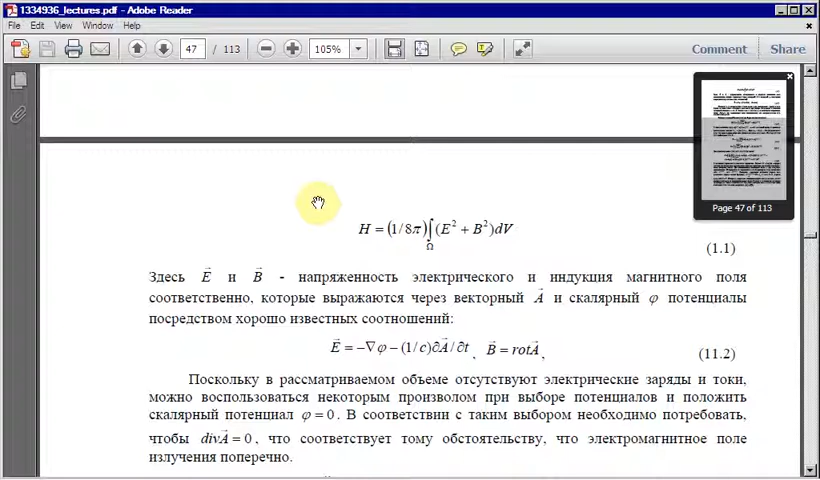 1334936_lectures.pdf - Adobe Reader
File Edit View Window Help
47 / 113 105% Comment Share
Page 47 of 113
H = (1/8π)∫(E² + B²)dV
Ω
(1.1)
Здесь E⃗ и B⃗ - напряженность электрического и индукция магнитного поля
соответственно, которые выражаются через векторный A⃗ и скалярный φ потенциалы
посредством хорошо известных соотношений:
E⃗ = −∇φ − (1/c)∂A⃗/∂t , B⃗ = rotA⃗, (11.2)
Поскольку в рассматриваемом объеме отсутствуют электрические заряды и токи,
можно воспользоваться некоторым произволом при выборе потенциалов и положить
скалярный потенциал φ = 0. В соответствии с таким выбором необходимо потребовать,
чтобы divA⃗ = 0, что соответствует тому обстоятельству, что электромагнитное поле
излучения поперечно.